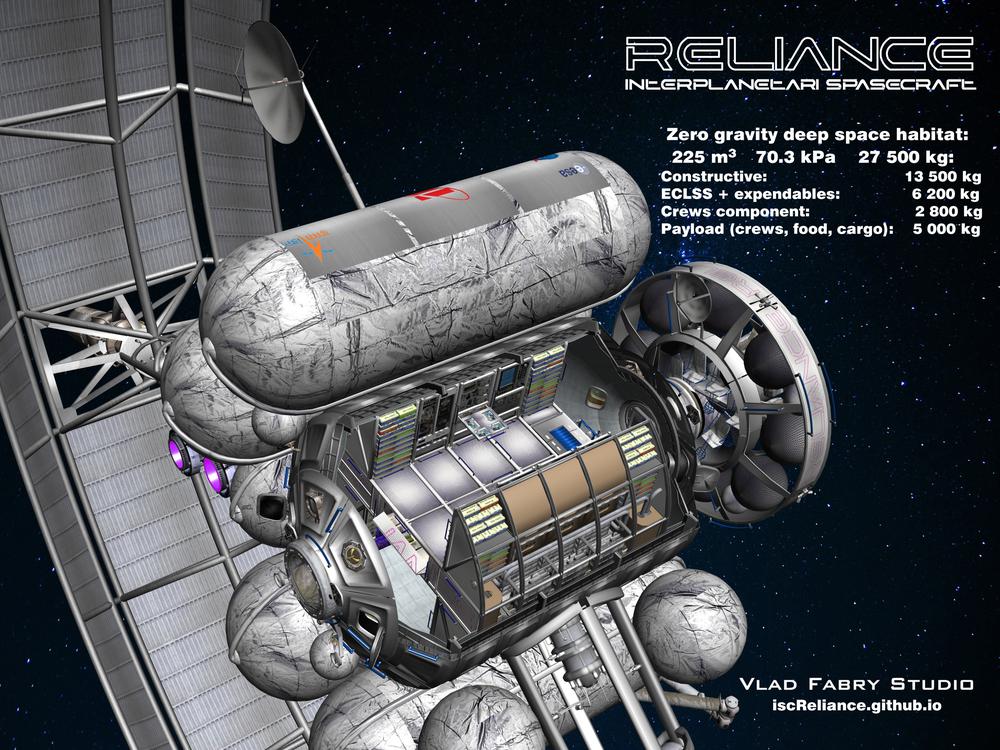 RELIANCE
INTERPLANETARI SPASECRAFT
Zero gravity deep space habitat:
225 m³ 70.3 kPa 27 500 kg:
Constructive: 13 500 kg
ECLSS + expendables: 6 200 kg
Crews component: 2 800 kg
Payload (crews, food, cargo): 5 000 kg
esa
VLAD FABRY STUDIO
iscReliance.github.io